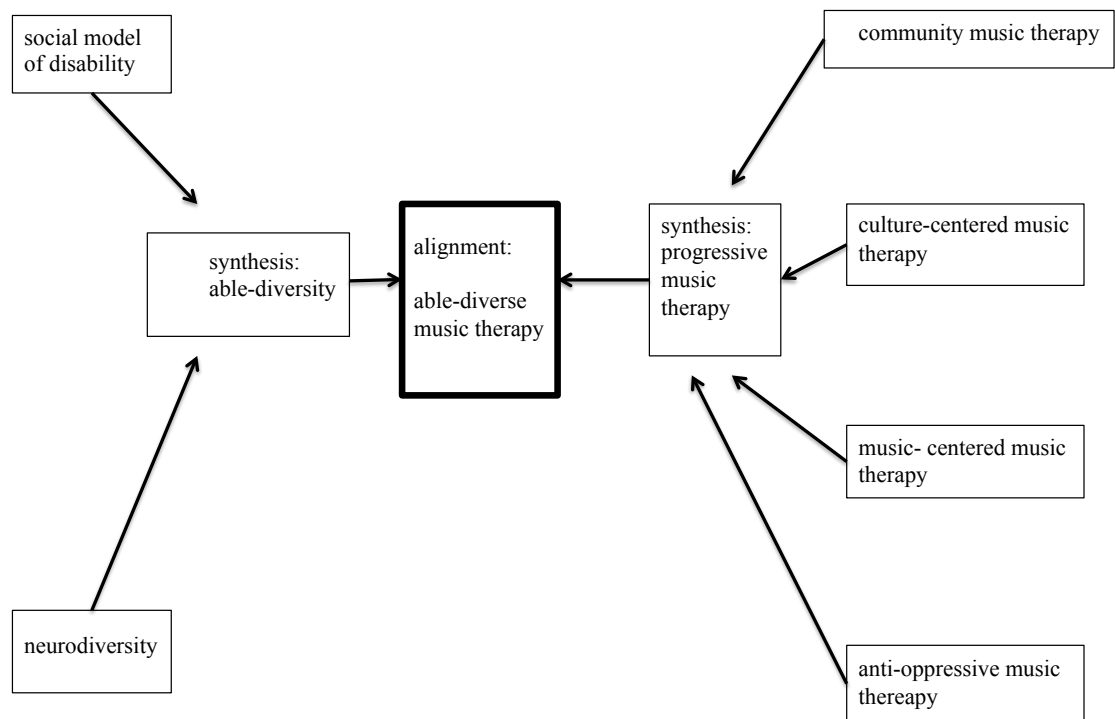 social model
of disability
community music therapy
synthesis:
able-diversity
alignment:
able-diverse
music therapy
synthesis:
progressive
music
therapy
culture-centered music
therapy
music- centered music
therapy
neurodiversity
anti-oppressive music
thereapy